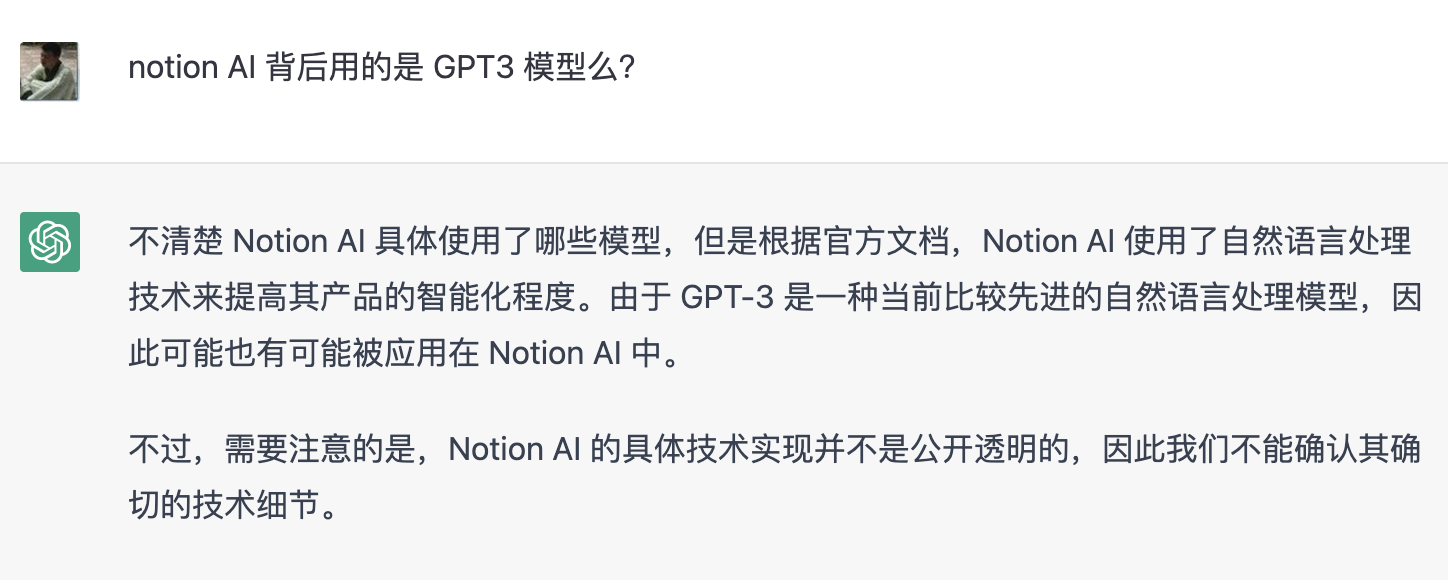 notion AI 背后用的是 GPT3 模型么?
不清楚 Notion AI 具体使用了哪些模型，但是根据官方文档，Notion AI 使用了自然语言处理
技术来提高其产品的智能化程度。由于 GPT-3 是一种当前比较先进的自然语言处理模型，因
此可能也有可能被应用在 Notion AI 中。
不过，需要注意的是，Notion AI 的具体技术实现并不是公开透明的，因此我们不能确认其确
切的技术细节。